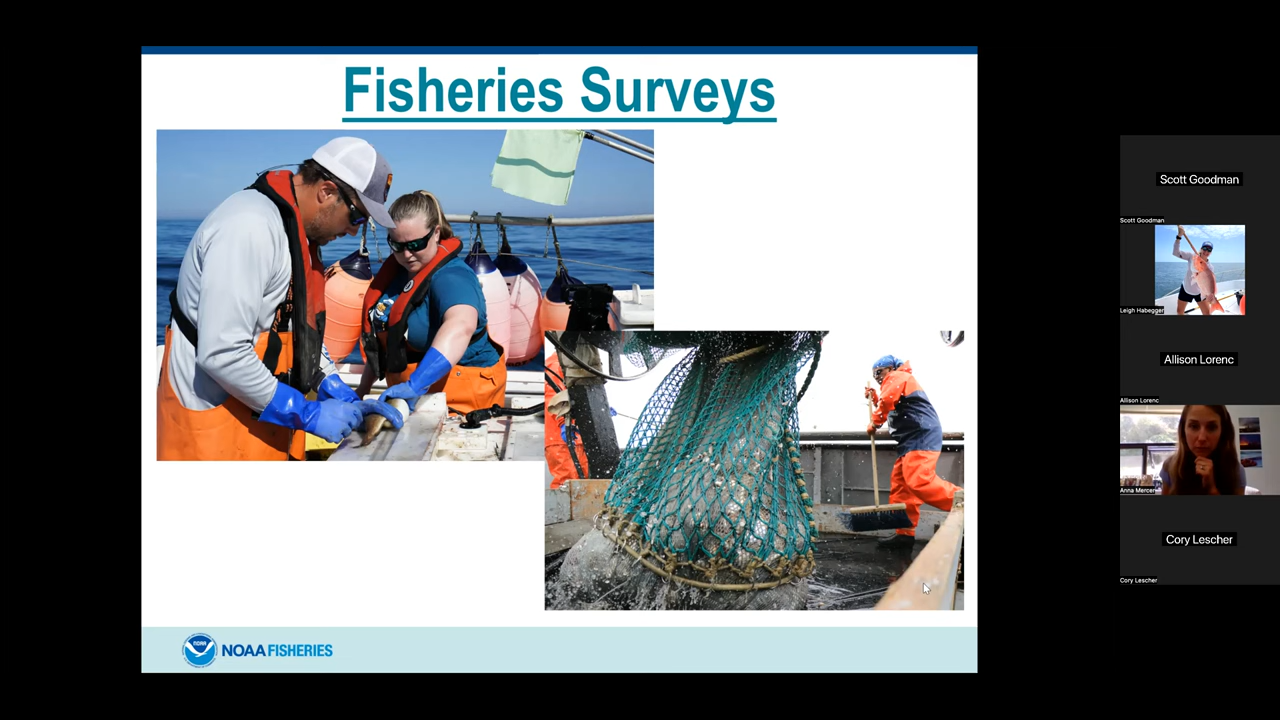 Fisheries Surveys
NOAA FISHERIES
Scott Goodman
Scott Goodman
Leigh Habegger
Allison Lorenc
Allison Lorenc
Anna Mercer
Cory Lescher
Cory Lescher